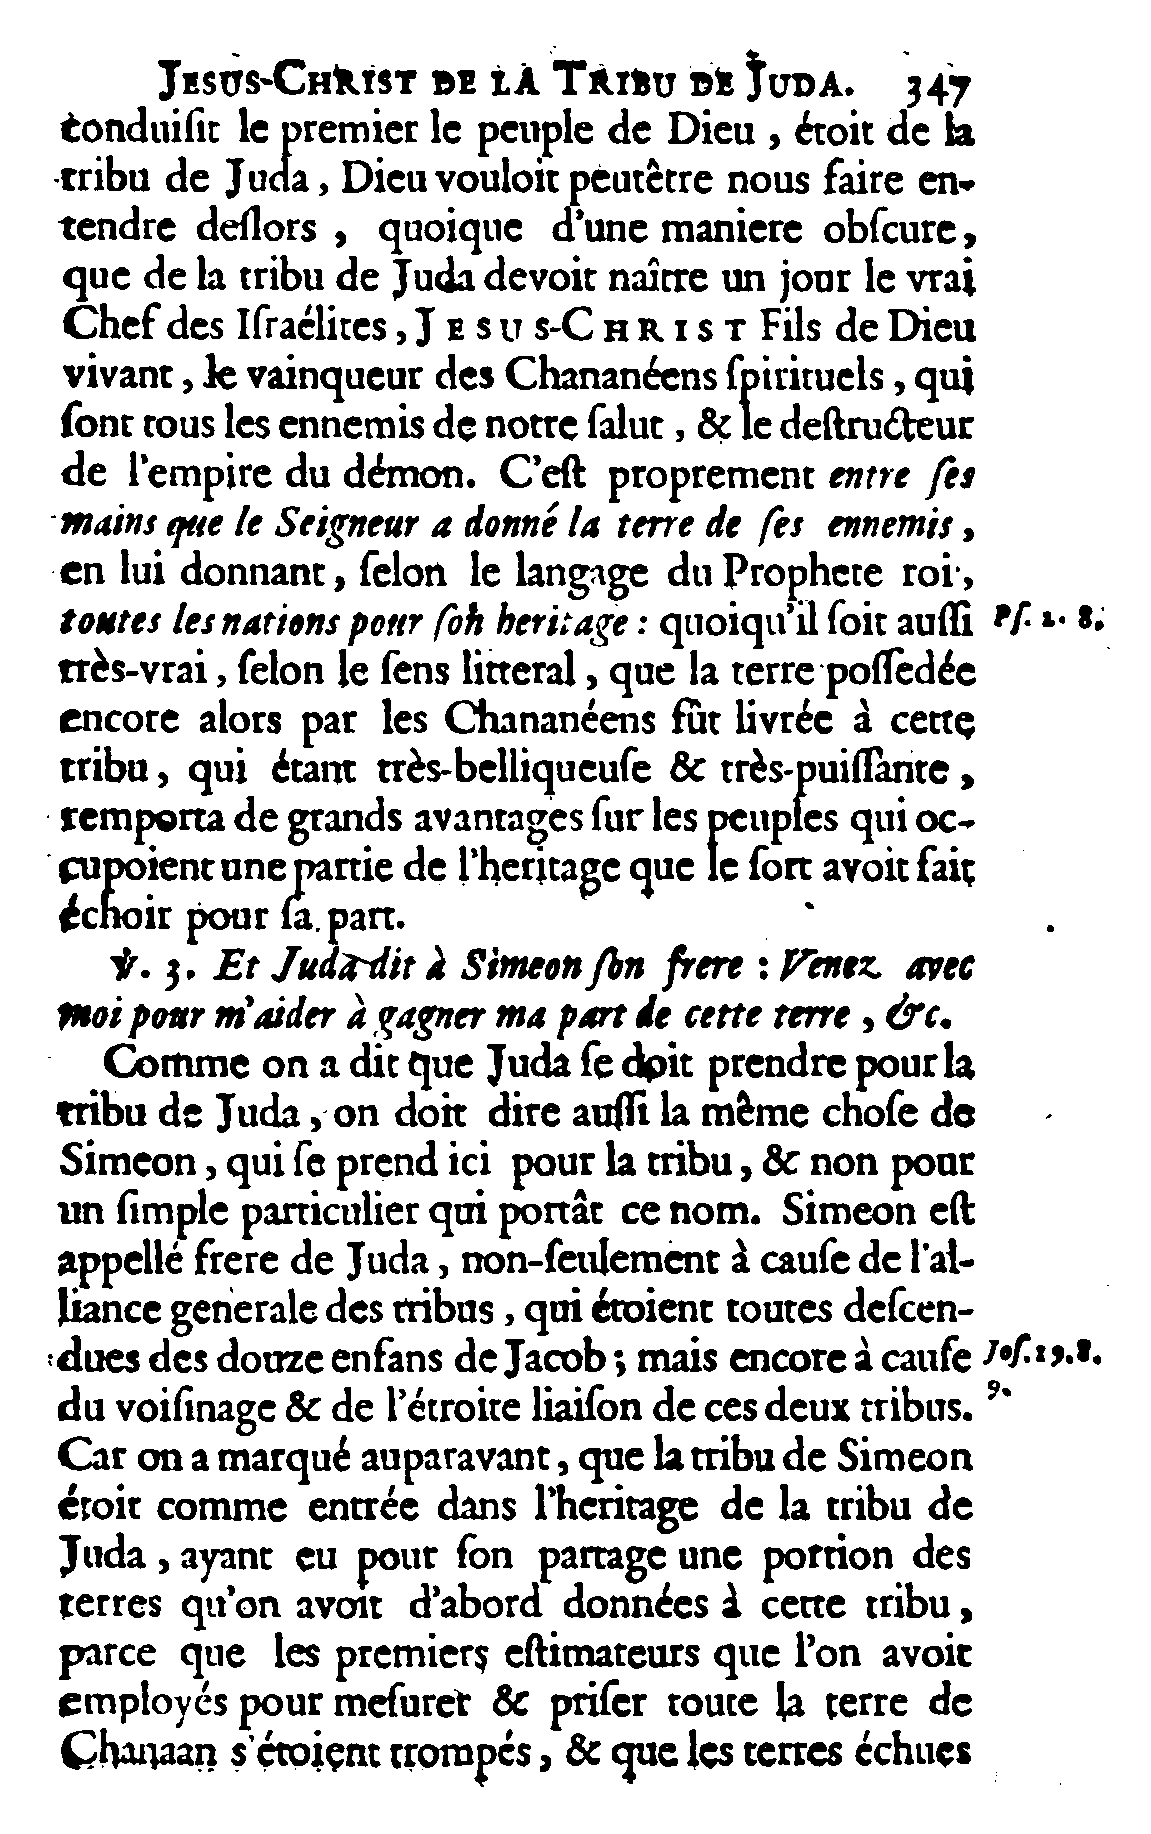 JESUS-CHRIST DE LA TRIBU DE JUDA. 347
conduiſit le premier le peuple de Dieu, étoit de la
tribu de Juda, Dieu vouloit peutêtre nous faire en-
tendre deſlors, quoique d'une maniere obſcure,
que de la tribu de Juda devoit naître un jour le vrai
Chef des Iſraélites, JESUS-CHRIST Fils de Dieu
vivant, le vainqueur des Chananéens ſpirituels, qui
ſont tous les ennemis de notre ſalut, & le deſtructeur
de l'empire du démon. C'eſt proprement entre ſes
mains que le Seigneur a donné la terre de ſes ennemis,
en lui donnant, ſelon le langage du Prophete roi,
toutes les nations pour ſon heritage : quoiqu'il ſoit auſſi Pſ. 2. 8.
très-vrai, ſelon le ſens litteral, que la terre poſſedée
encore alors par les Chananéens fût livrée à cette
tribu, qui étant très-belliqueuſe & très-puiſſante,
remporta de grands avantages ſur les peuples qui oc-
cupoient une partie de l'heritage que le ſort avoit fait
échoir pour ſa part.
℣. 3. Et Juda dit à Simeon ſon frere : Venez avec
moi pour m'aider à gagner ma part de cette terre, &c.
Comme on a dit que Juda ſe doit prendre pour la
tribu de Juda, on doit dire auſſi la même choſe de
Simeon, qui ſe prend ici pour la tribu, & non pour
un ſimple particulier qui portât ce nom. Simeon eſt
appellé frere de Juda, non-ſeulement à cauſe de l'al-
liance generale des tribus, qui étoient toutes deſcen-
dues des douze enfans de Jacob ; mais encore à cauſe Joſ. 19. 8.
du voiſinage & de l'étroite liaiſon de ces deux tribus. 9.
Car on a marqué auparavant, que la tribu de Simeon
étoit comme entrée dans l'heritage de la tribu de
Juda, ayant eu pour ſon partage une portion des
terres qu'on avoit d'abord données à cette tribu,
parce que les premiers eſtimateurs que l'on avoit
employés pour meſurer & priſer toute la terre de
Chanaan s'étoient trompés, & que les terres échues